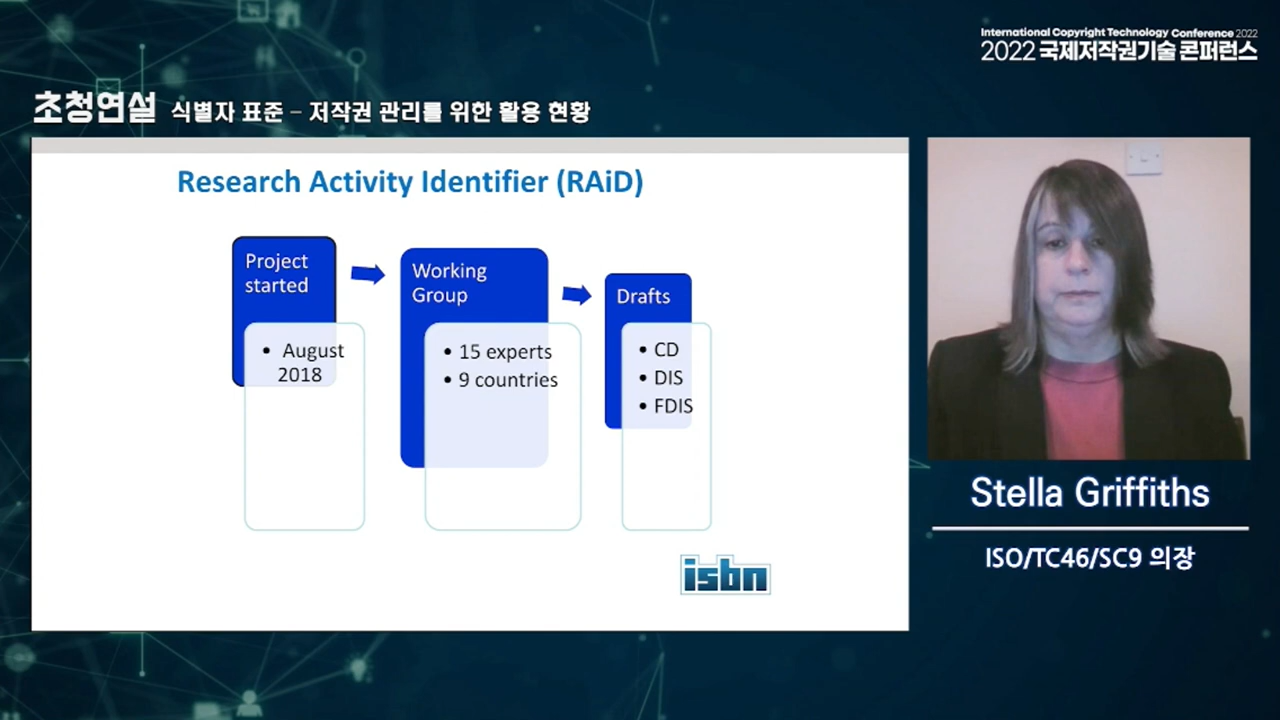 International Copyright Technology Conference 2022
2022 국제저작권기술 콘퍼런스
초청연설 식별자 표준 – 저작권 관리를 위한 활용 현황
Research Activity Identifier (RAiD)
Project
started
• August
2018
Working
Group
• 15 experts
• 9 countries
Drafts
• CD
• DIS
• FDIS
isbn
Stella Griffiths
ISO/TC46/SC9 의장